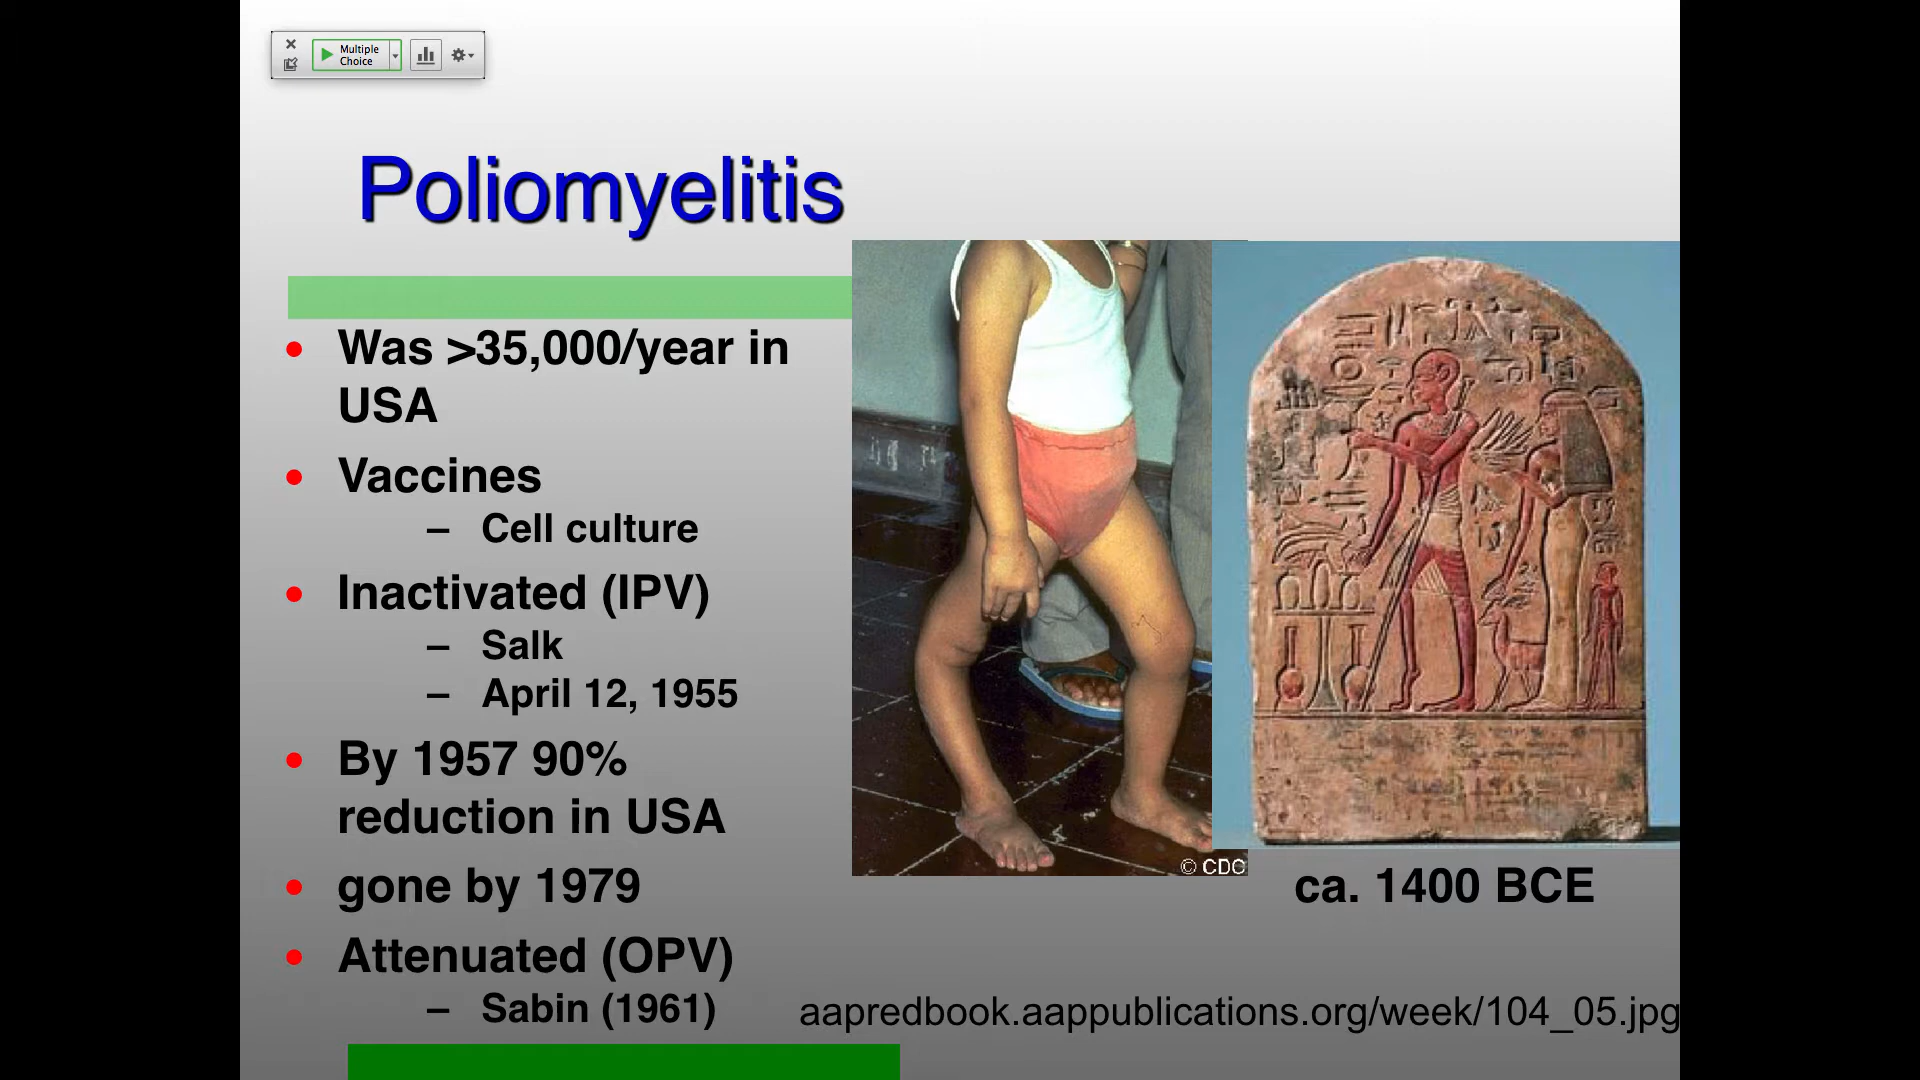 Multiple
Choice
Poliomyelitis
• Was >35,000/year in
USA
• Vaccines
– Cell culture
• Inactivated (IPV)
– Salk
– April 12, 1955
• By 1957 90%
reduction in USA
• gone by 1979
• Attenuated (OPV)
– Sabin (1961)
© CDC
ca. 1400 BCE
aapredbook.aappublications.org/week/104_05.jpg